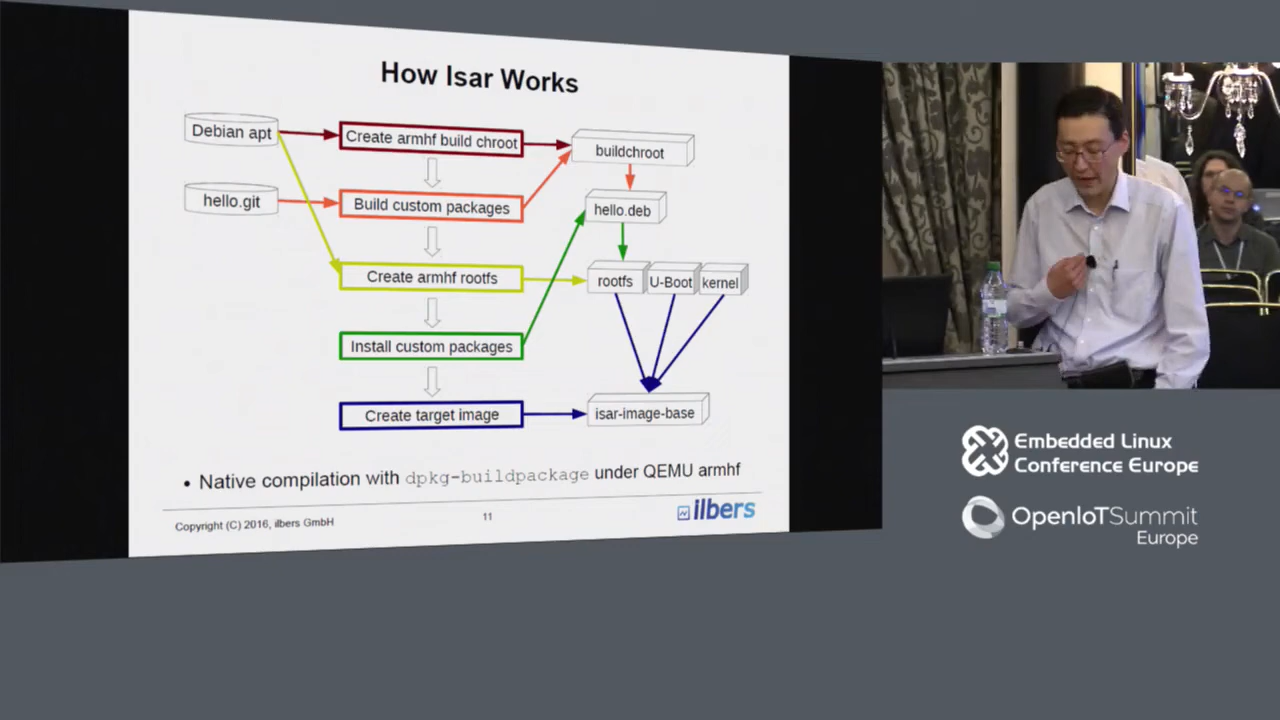 How Isar Works
Debian apt
Create armhf build chroot
buildchroot
hello.git
Build custom packages
hello.deb
Create armhf rootfs
rootfs
U-Boot
kernel
Install custom packages
Create target image
isar-image-base
• Native compilation with dpkg-buildpackage under QEMU armhf
Copyright (C) 2016, ilbers GmbH
11
ilbers
Embedded Linux
Conference Europe
OpenIoTSummit
Europe